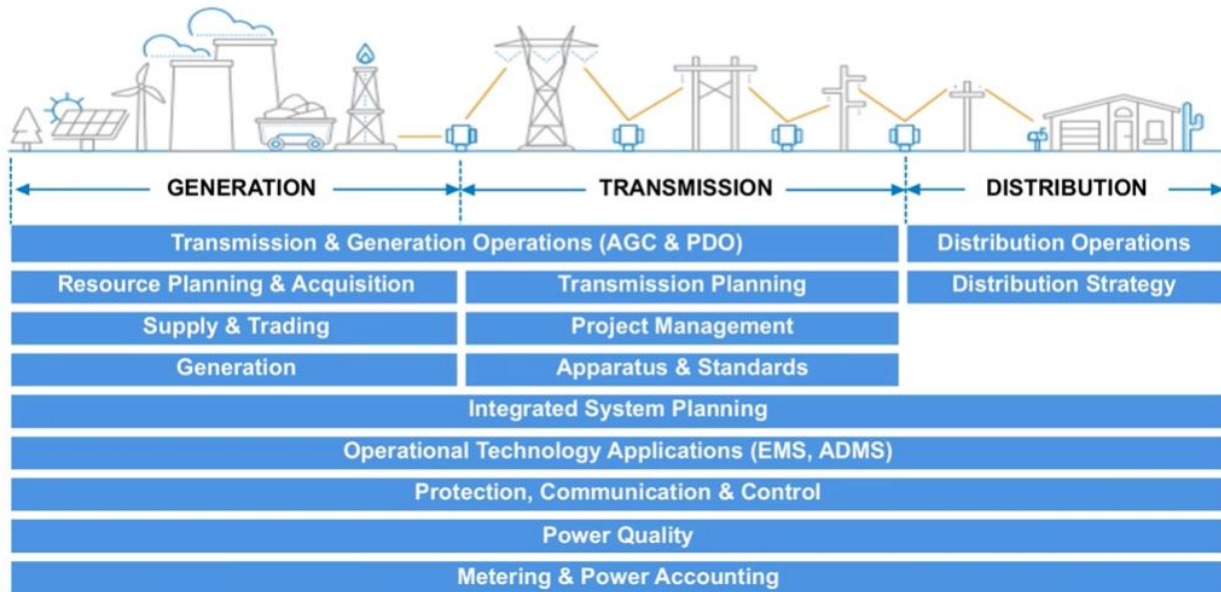 GENERATION
TRANSMISSION
DISTRIBUTION
Transmission & Generation Operations (AGC & PDO)
Distribution Operations
Resource Planning & Acquisition
Transmission Planning
Distribution Strategy
Supply & Trading
Project Management
Generation
Apparatus & Standards
Integrated System Planning
Operational Technology Applications (EMS, ADMS)
Protection, Communication & Control
Power Quality
Metering & Power Accounting